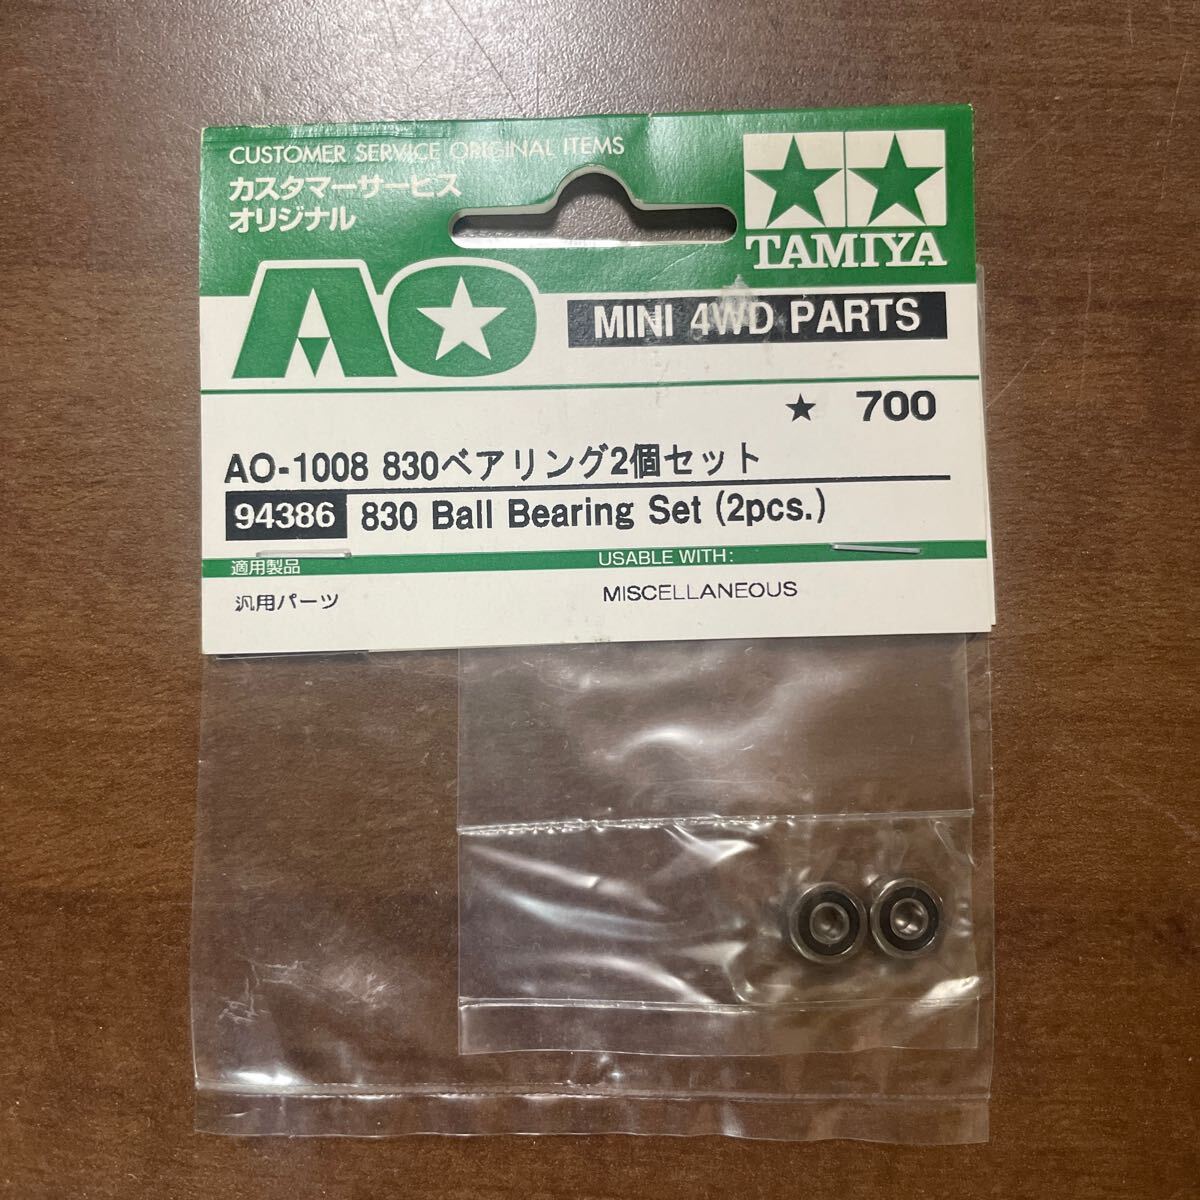 CUSTOMER SERVICE ORIGINAL ITEMS
カスタマーサービス
オリジナル
TAMIYA
AO
MINI 4WD PARTS
★ 700
AO-1008 830ベアリング2個セット
94386 830 Ball Bearing Set (2pcs.)
適用製品 USABLE WITH:
汎用パーツ MISCELLANEOUS